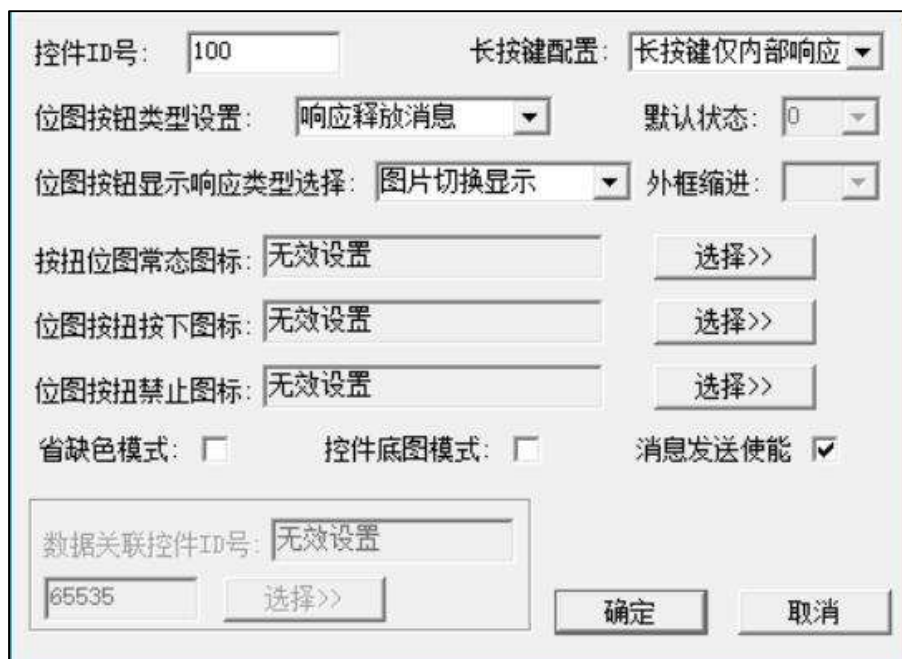 控件ID号: 100 长按键配置: 长按键仅内部响应
位图按钮类型设置: 响应释放消息 默认状态: 0
位图按钮显示响应类型选择: 图片切换显示 外框缩进:
按扭位图常态图标: 无效设置 选择>>
位图按扭按下图标: 无效设置 选择>>
位图按扭禁止图标: 无效设置 选择>>
省缺色模式: 控件底图模式: 消息发送使能
数据关联控件ID号: 无效设置
65535 选择>> 确定 取消